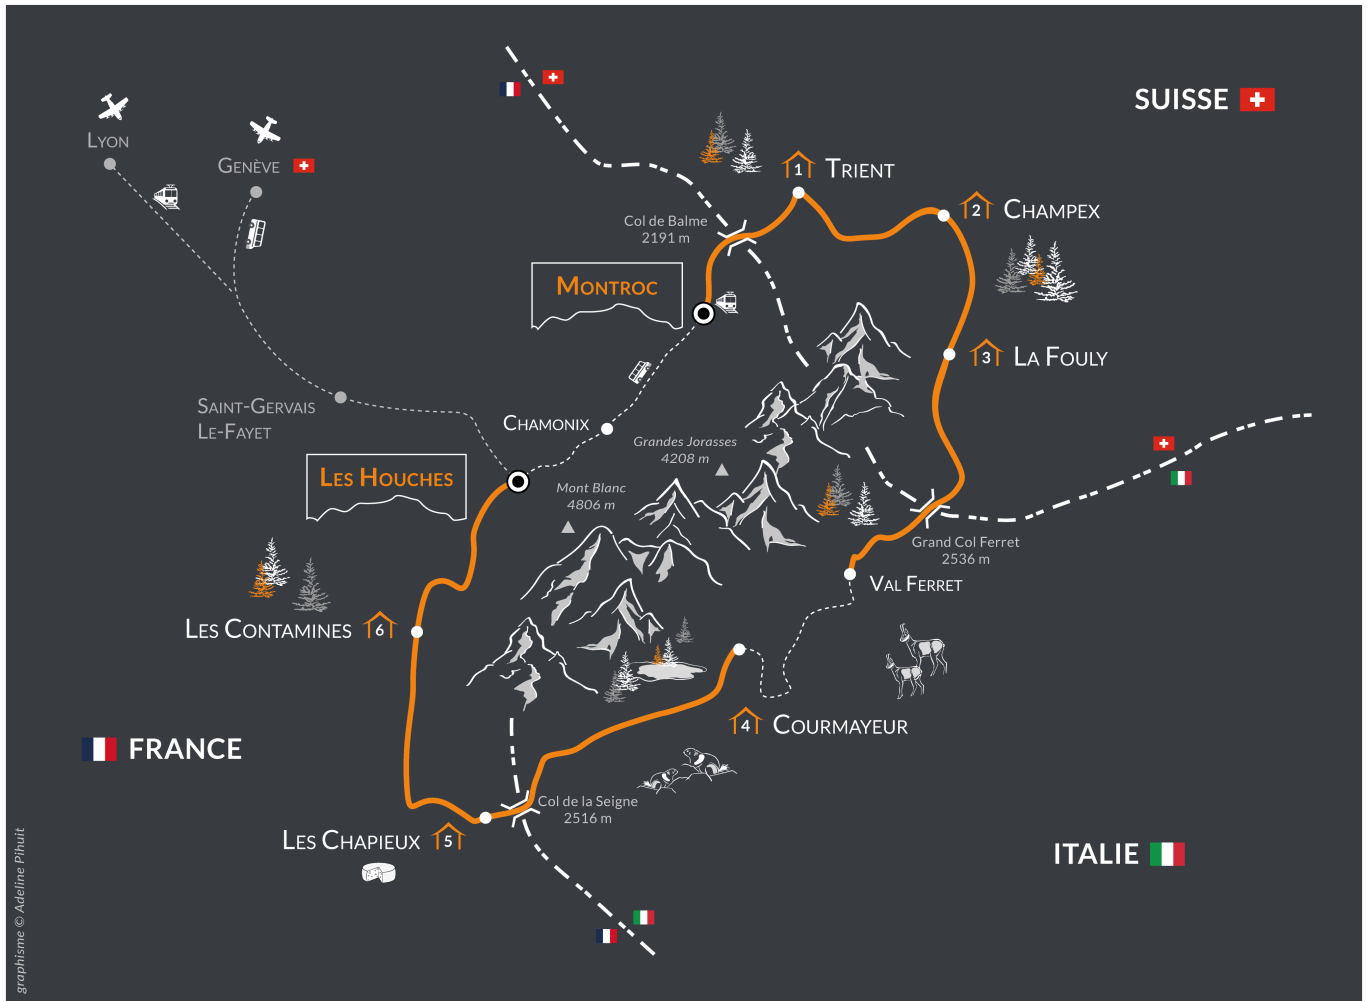 SUISSE
LYON
GENÈVE
1 TRIENT
2 CHAMPEX
Col de Balme
2191 m
MONTROC
3 LA FOULY
SAINT-GERVAIS
LE-FAYET
CHAMONIX
Grandes Jorasses
4208 m
LES HOUCHES
Mont Blanc
4806 m
Grand Col Ferret
2536 m
VAL FERRET
LES CONTAMINES 6
4 COURMAYEUR
FRANCE
Col de la Seigne
2516 m
LES CHAPIEUX 5
ITALIE
graphisme © Adeline Pihuit